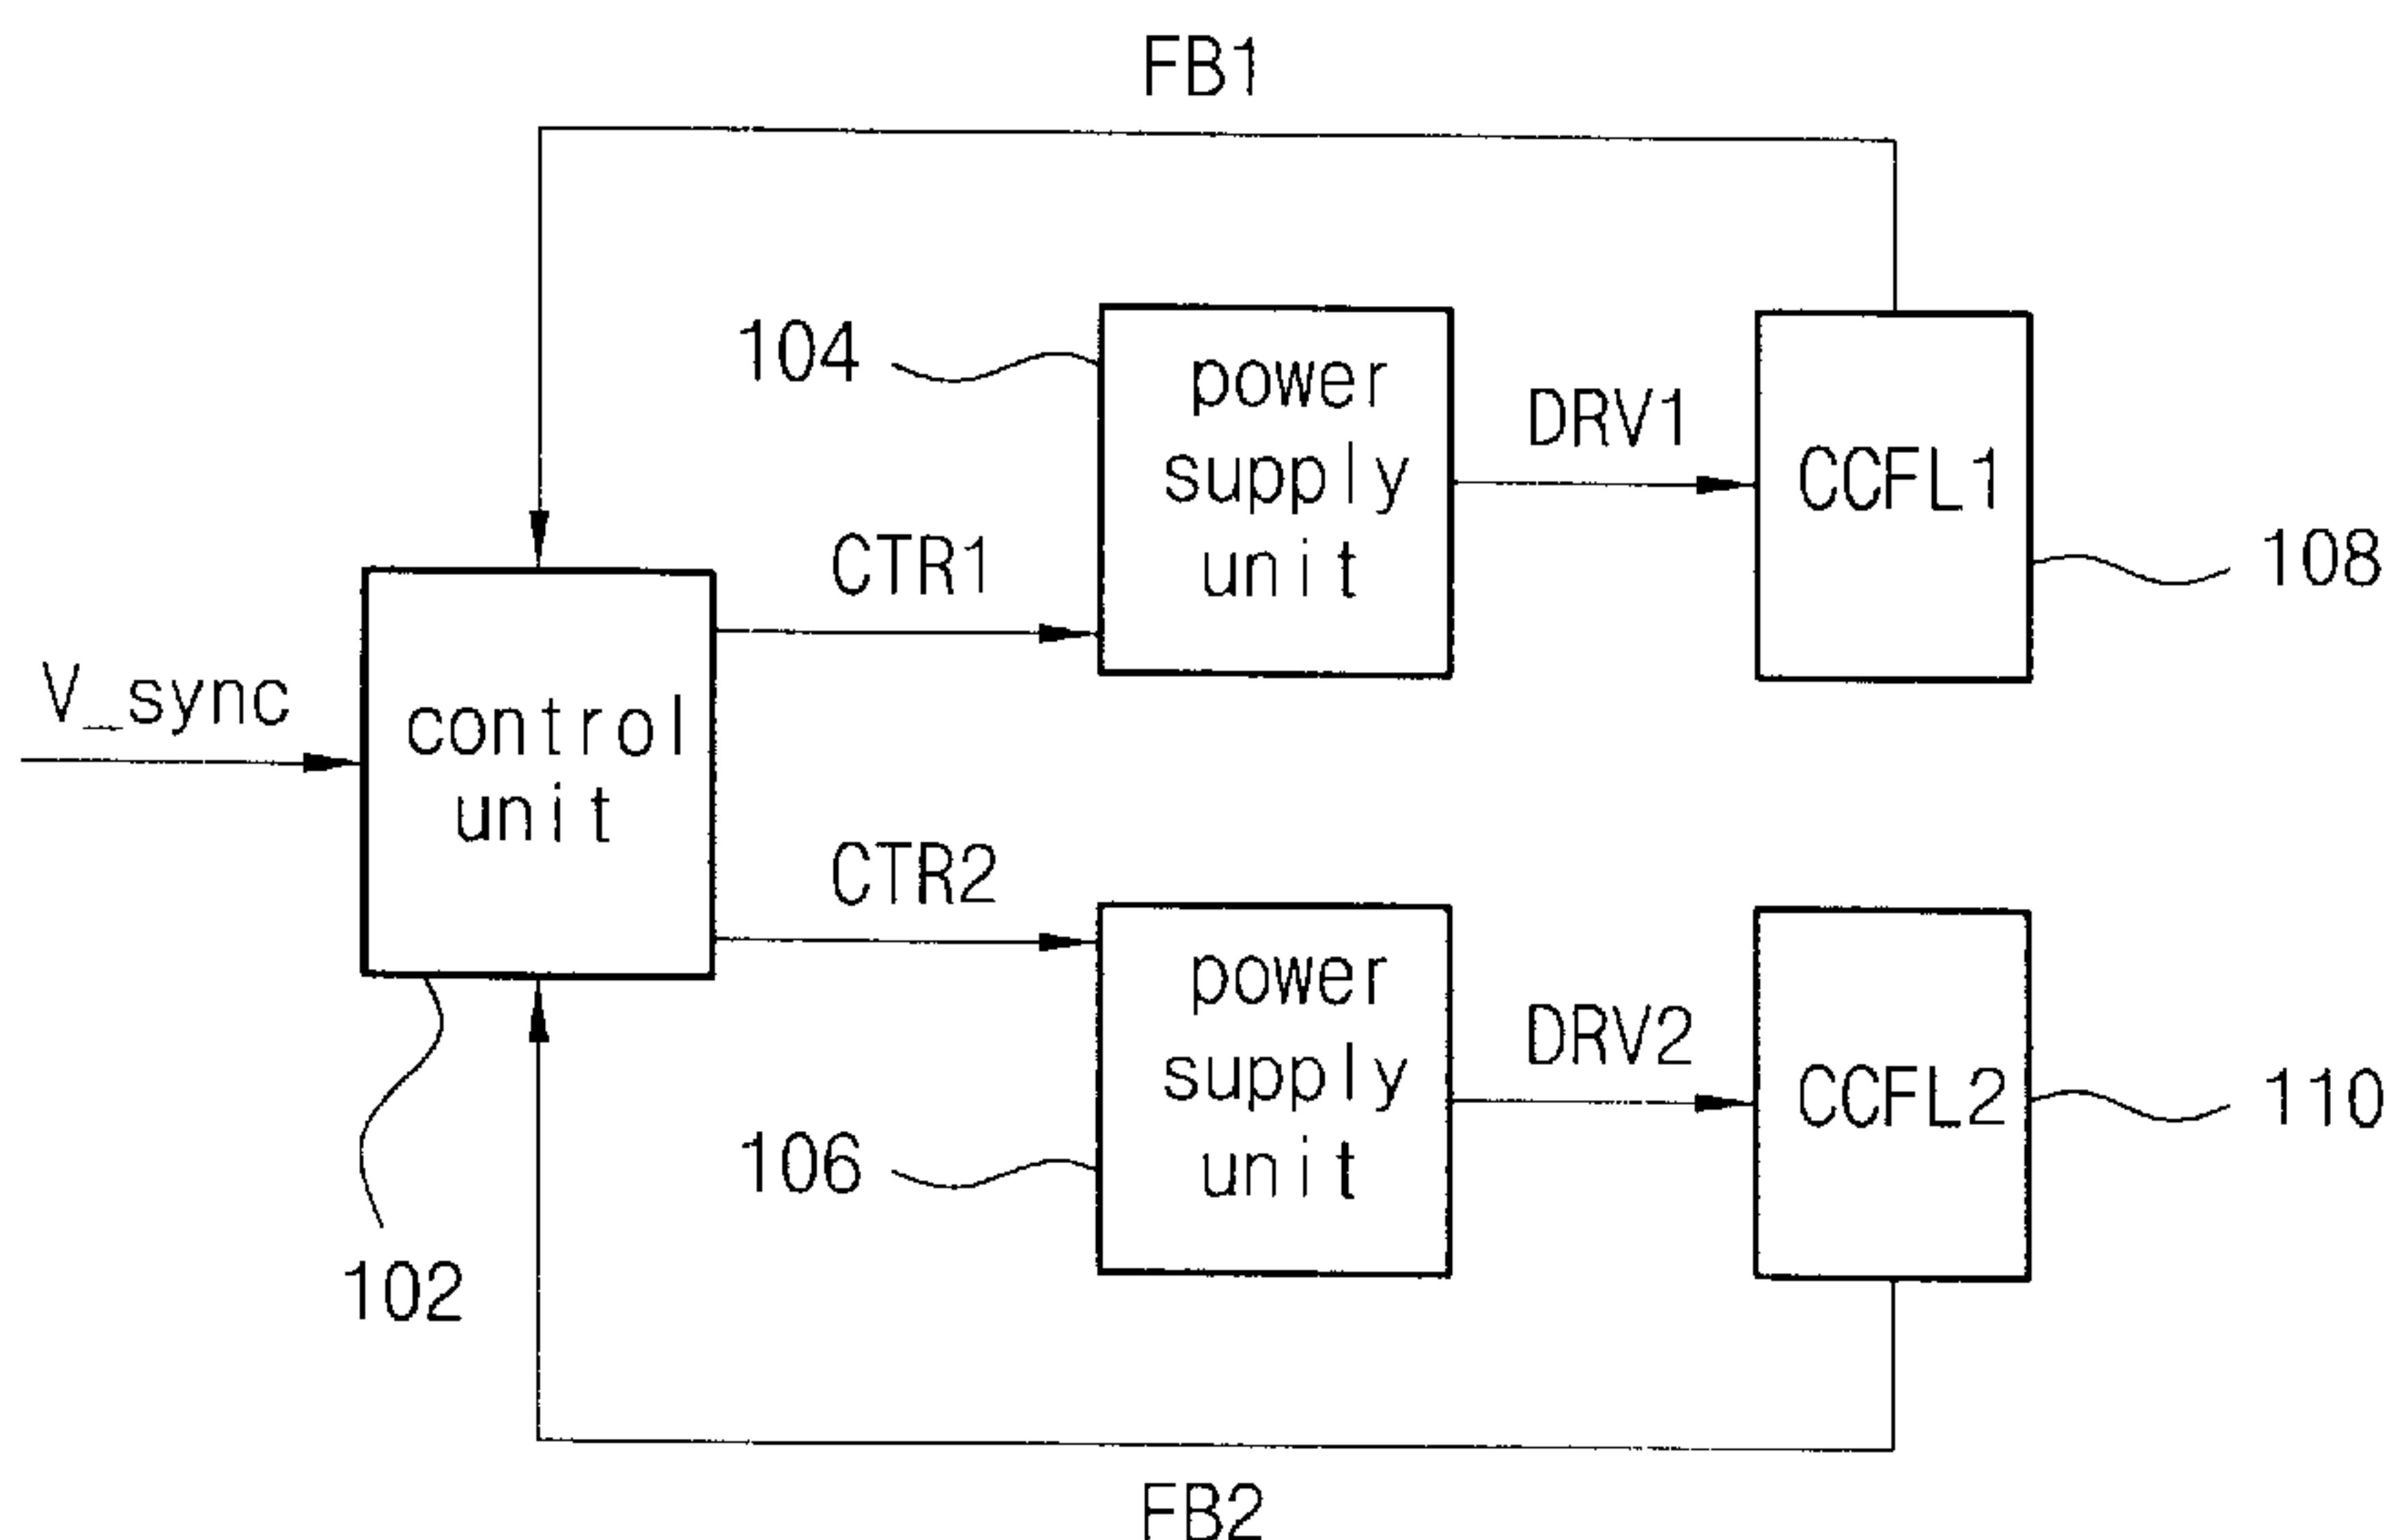 FB1
104
power
supply
unit
DRV1
CCFL1
108
CTR1
V_sync
control
unit
CTR2
power
supply
unit
DRV2
CCFL2
110
106
102
FB2